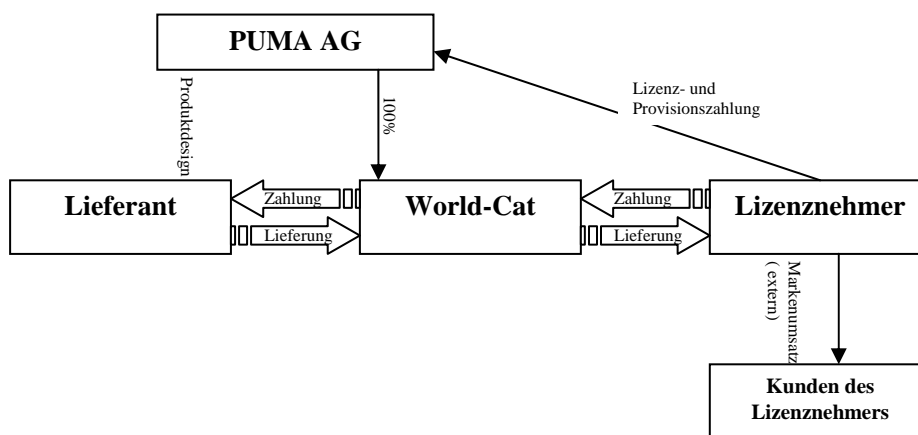 PUMA AG
Produktdesign
100%
Lizenz- und
Provisionszahlung
Lieferant
Zahlung
World-Cat
Zahlung
Lizenznehmer
Lieferung
Lieferung
Markenumsatz
( extern)
Kunden des
Lizenznehmers